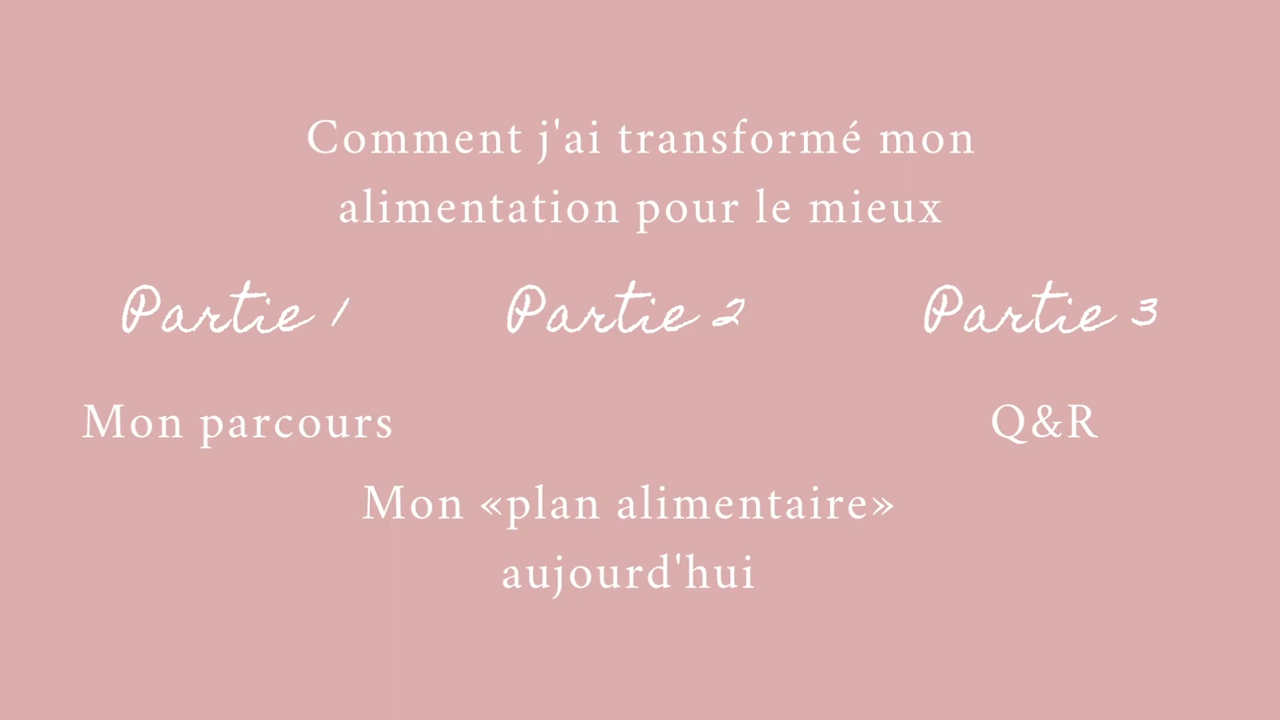 Comment j'ai transformé mon
alimentation pour le mieux
Partie 1
Partie 2
Partie 3
Mon parcours
Q&R
Mon «plan alimentaire»
aujourd'hui